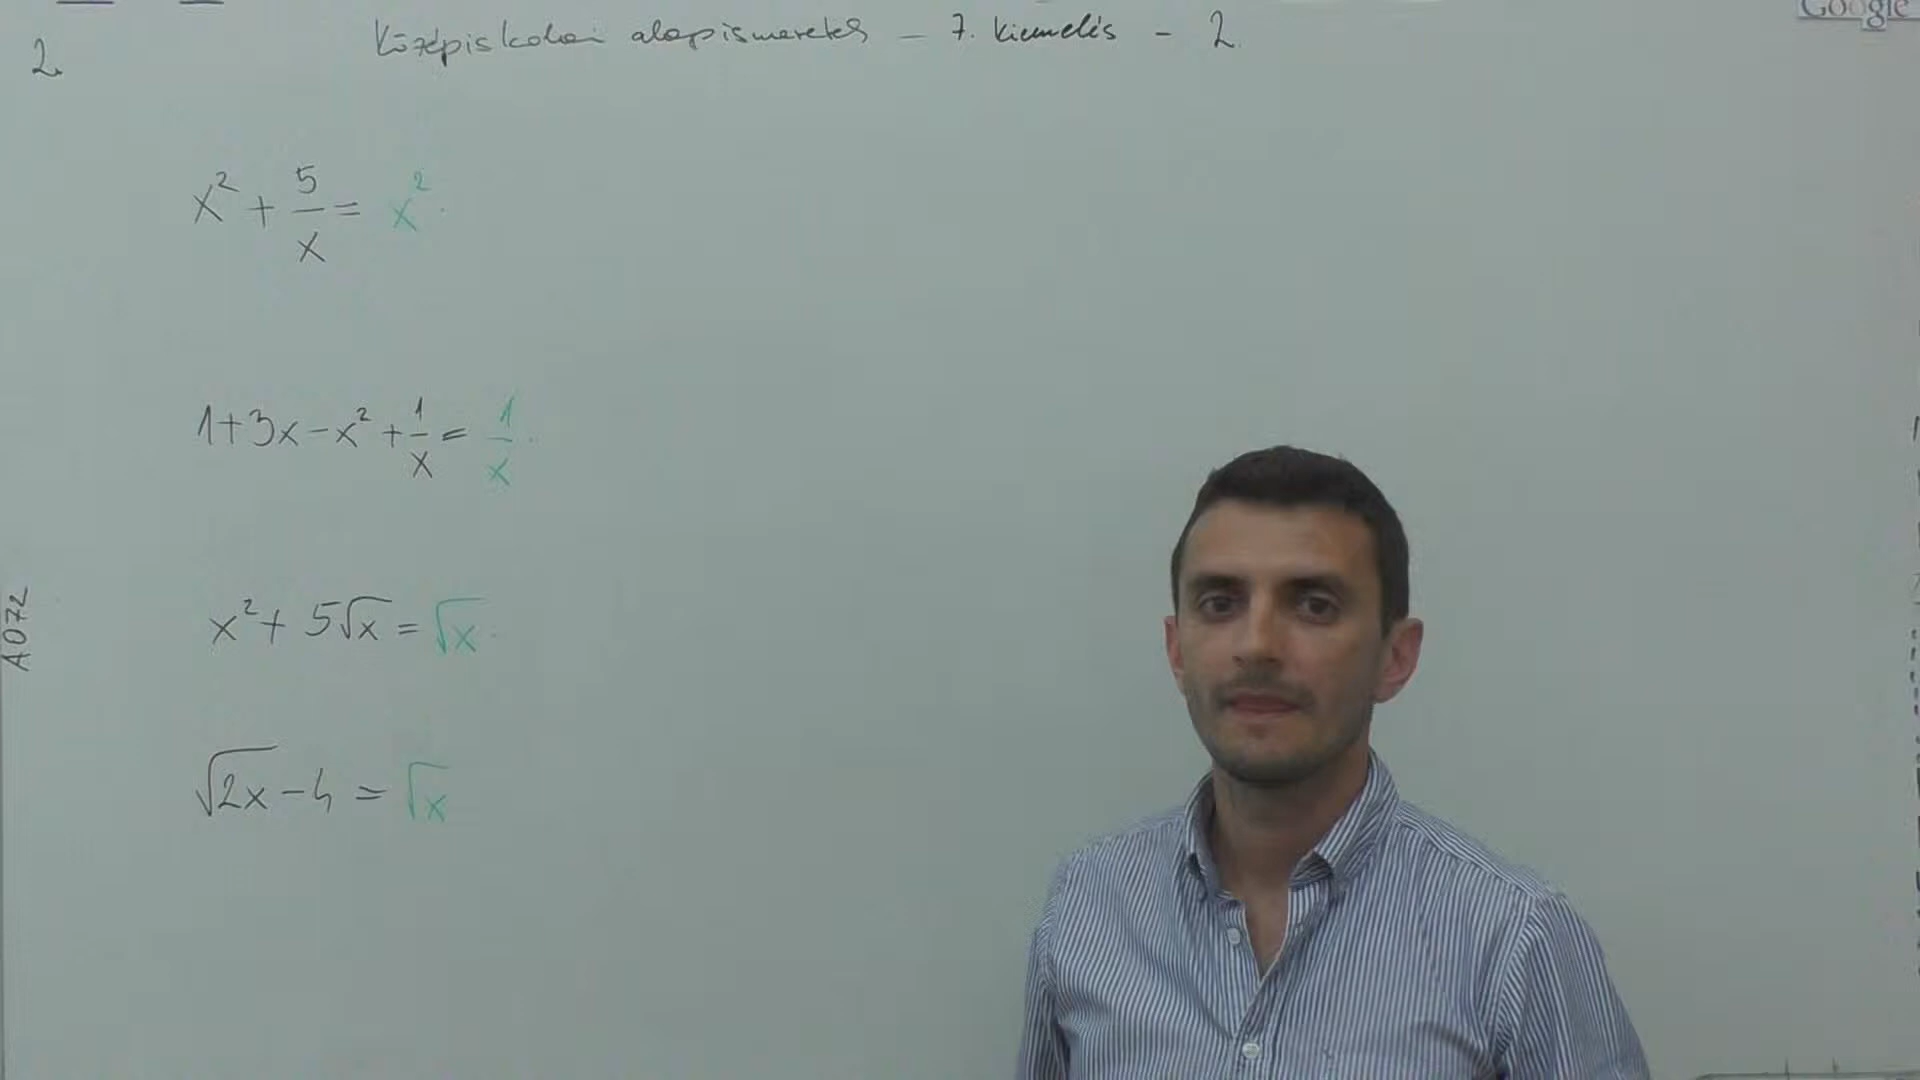 Google
2.
Középiskolai alapismeretek – 7. kiemelés – 2.
x² + 5/x = x² ·
1+3x-x²+1/x = 1/x ·
x²+ 5√x = √x ·
√2x - 4 = √x
A072